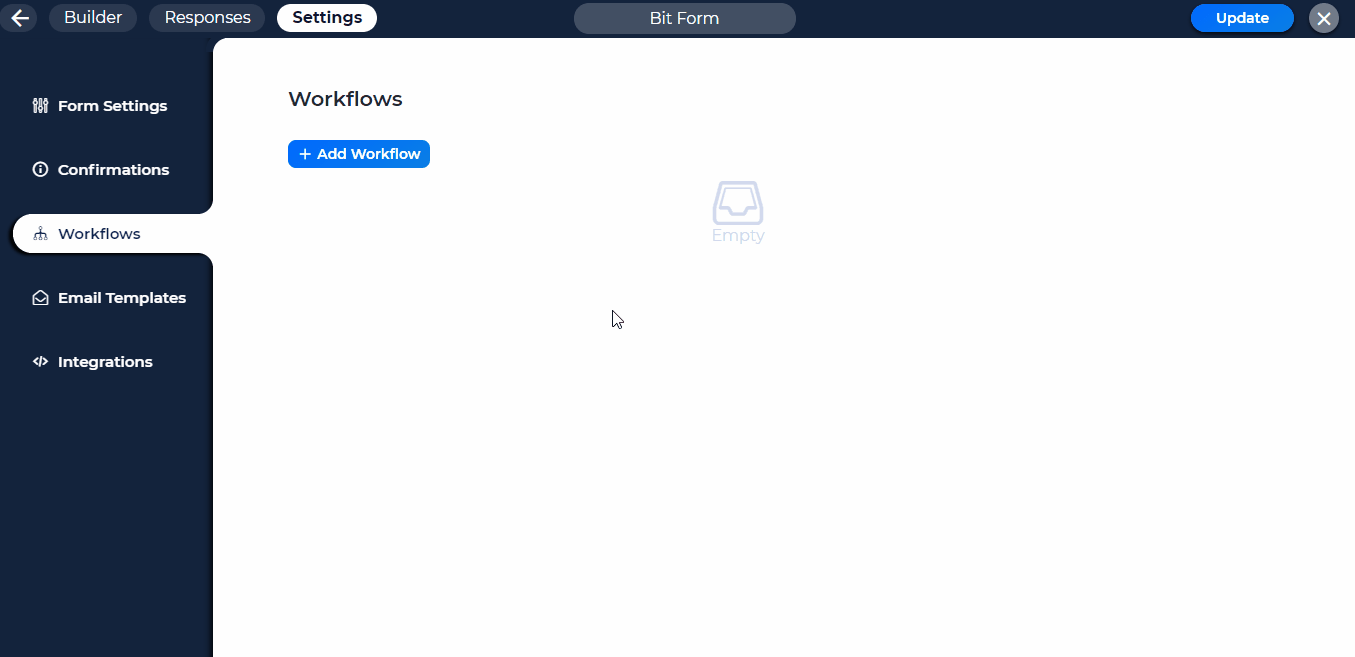 Builder
Responses
Settings
Bit Form
Update
Form Settings
Confirmations
Workflows
Email Templates
Integrations
Workflows
+ Add Workflow
Empty